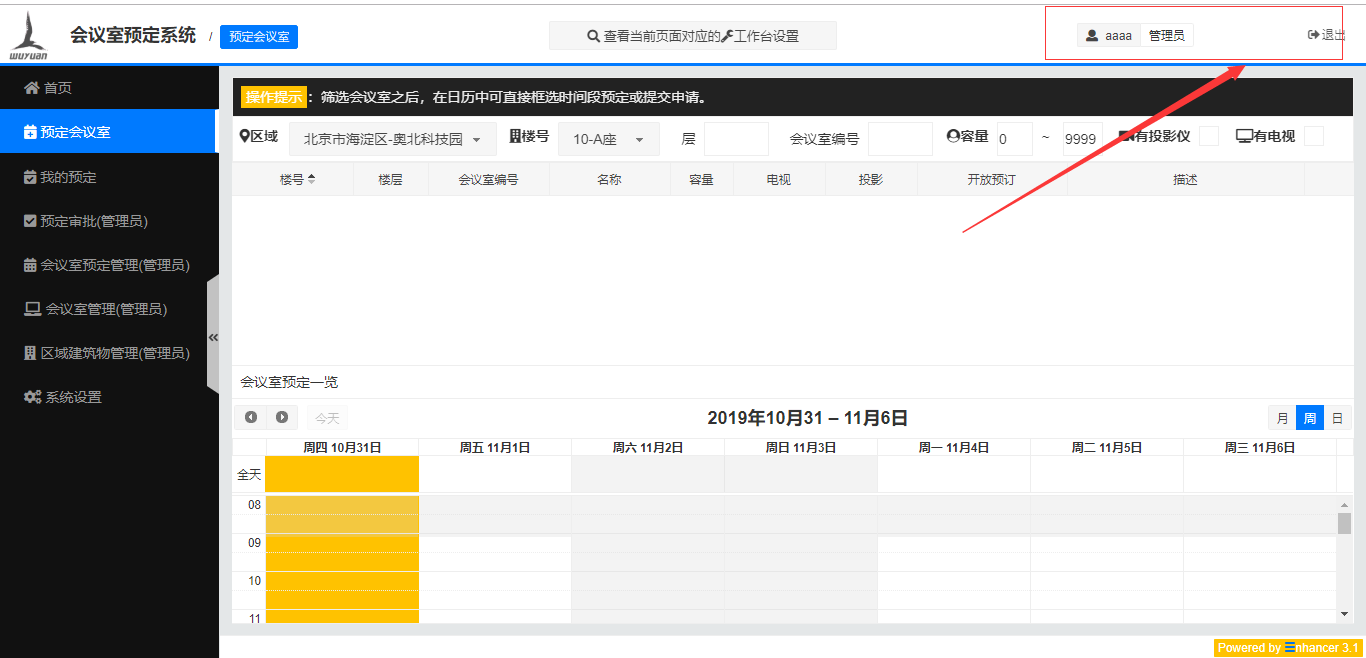 WUYUAN
会议室预定系统 / 预定会议室
查看当前页面对应的工作台设置
aaaa 管理员
退出
首页
预定会议室
我的预定
预定审批(管理员)
会议室预定管理(管理员)
会议室管理(管理员)
区域建筑物管理(管理员)
系统设置
操作提示: 筛选会议室之后，在日历中可直接框选时间段预定或提交申请。
区域 北京市海淀区-奥北科技园 楼号 10-A座 层 会议室编号 容量 0 ~ 9999 有投影仪 有电视
楼号 楼层 会议室编号 名称 容量 电视 投影 开放预订 描述
会议室预定一览
今天 2019年10月31 – 11月6日 月 周 日
周四 10月31日 周五 11月1日 周六 11月2日 周日 11月3日 周一 11月4日 周二 11月5日 周三 11月6日
全天
08
09
10
11
Powered by Enhancer 3.1